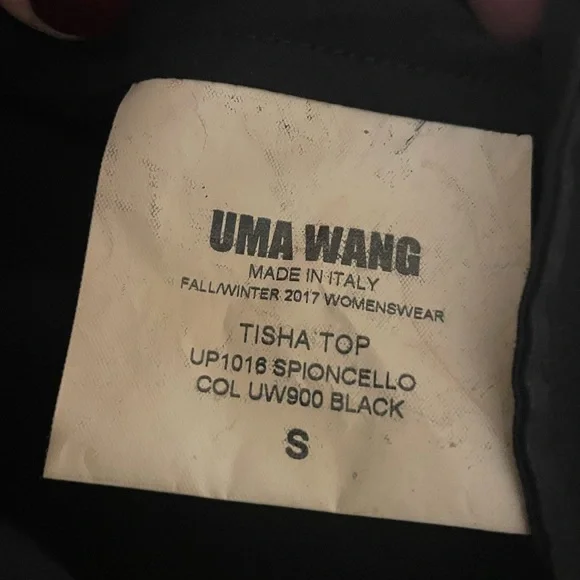 UMA WANG
MADE IN ITALY
FALL/WINTER 2017 WOMENSWEAR
TISHA TOP
UP1016 SPIONCELLO
COL UW900 BLACK
S